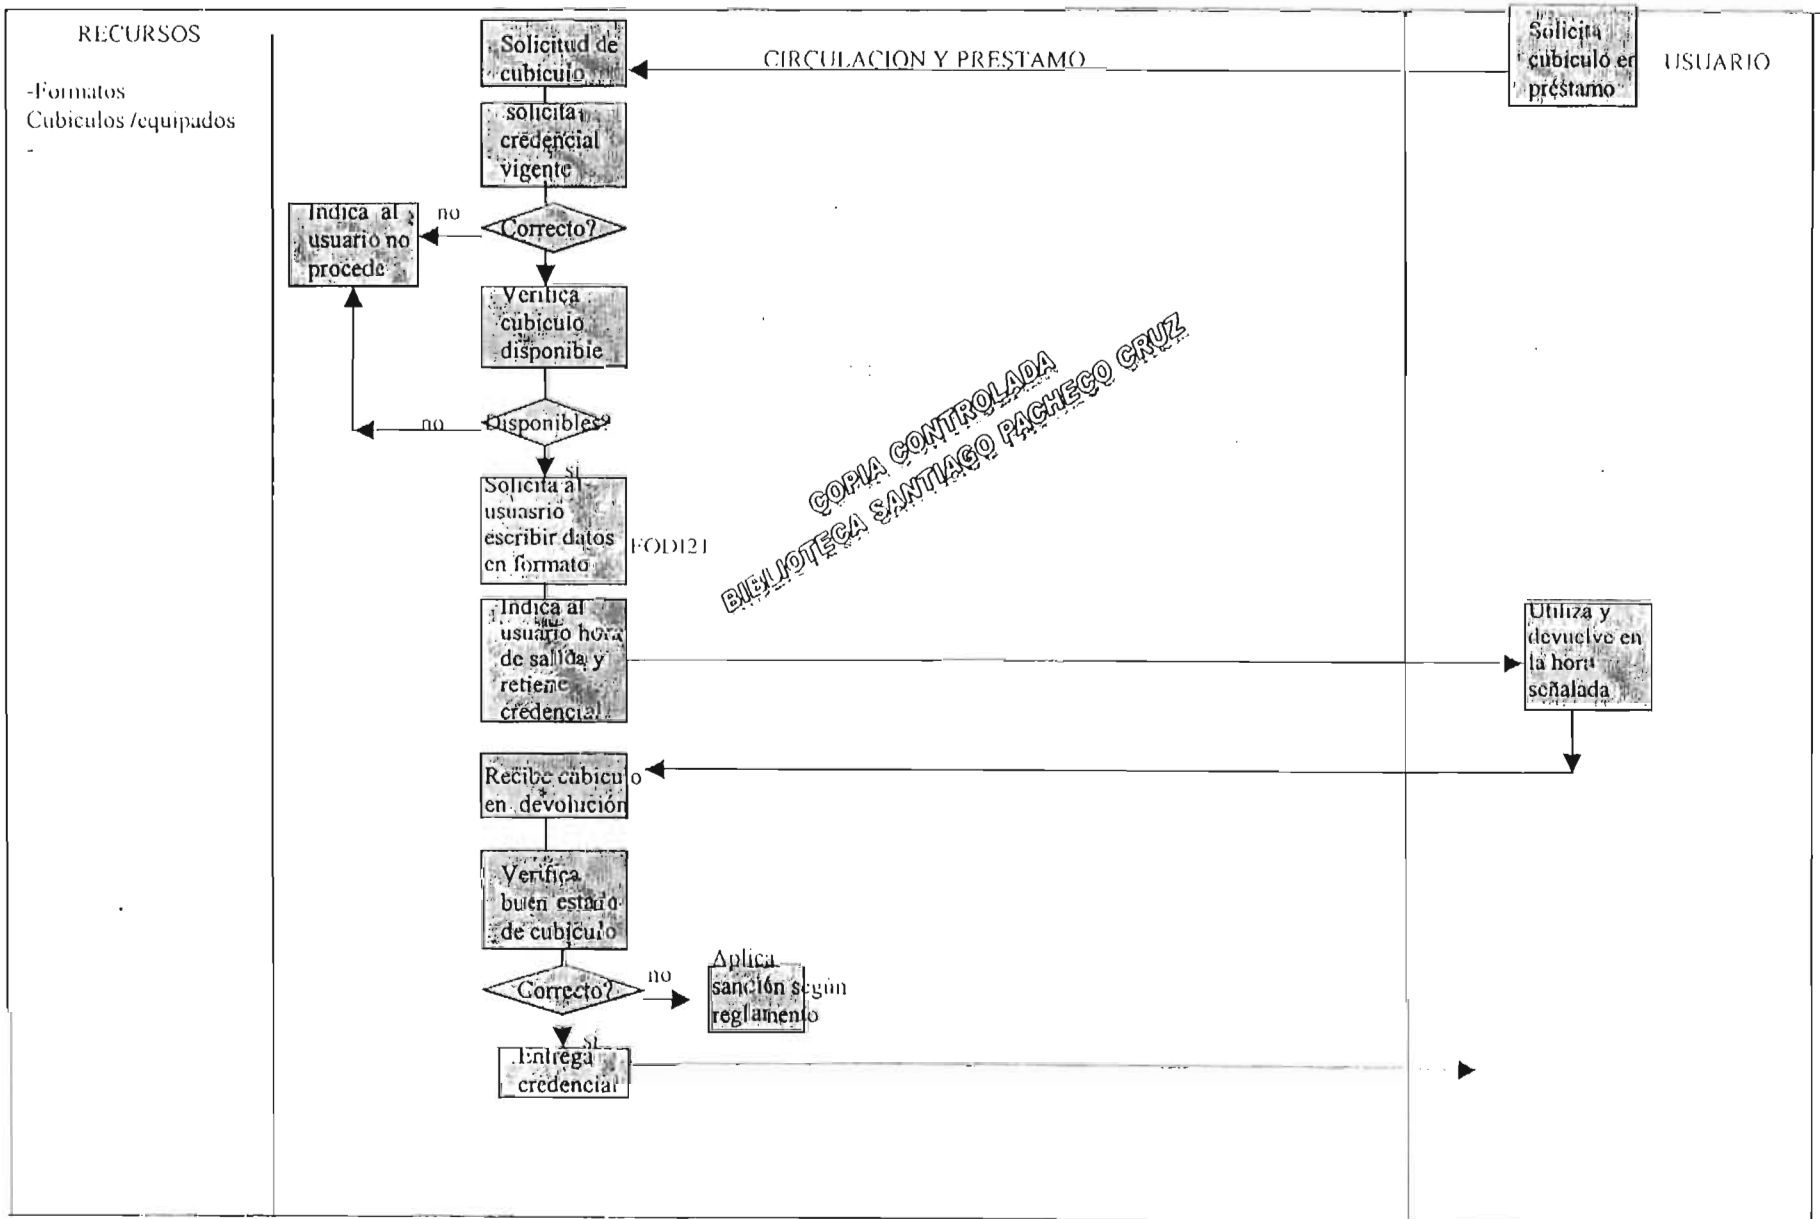 RECURSOS
-Formatos
Cubiculos /equipados
-
CIRCULACION Y PRESTAMO
USUARIO
Solicita
cubiculo en
préstamo
Solicitud de
cubiculo
solicita
credencial
vigente
Correcto?
no
Indica al
usuario no
procede
Verifica
cubiculo
disponible
Disponibles?
no
si
Solicita al
ususario
escribir datos
en formato
FODI21
Indica al
usuario hora
de salida y
retiene
credencial
Utiliza y
devuelve en
la hora
señalada
Recibe cubiculo
en devolución
Verifica
buen estado
de cubiculo
Correcto?
no
Aplica
sanción según
reglamento
si
Entrega
credencial
COPIA CONTROLADA
BIBLIOTECA SANTIAGO PACHECO CRUZ